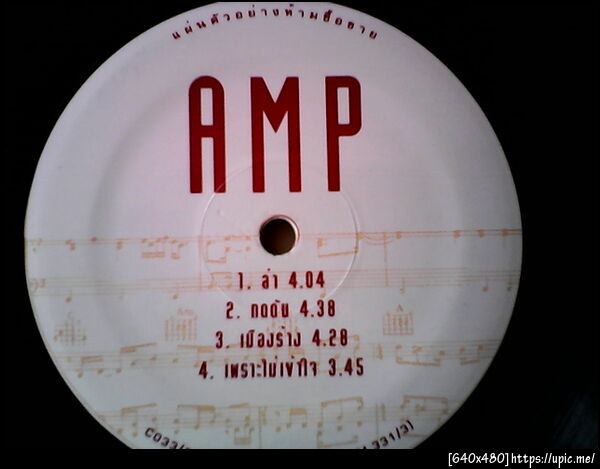 แผ่นตัวอย่างห้ามซื้อขาย
AMP
1. ล่า 4.04
2. กดดัน 4.38
3. เมืองร้าง 4.28
4. เพราะไม่เข้าใจ 3.45
331/3)
[640x480]https://upic.me/